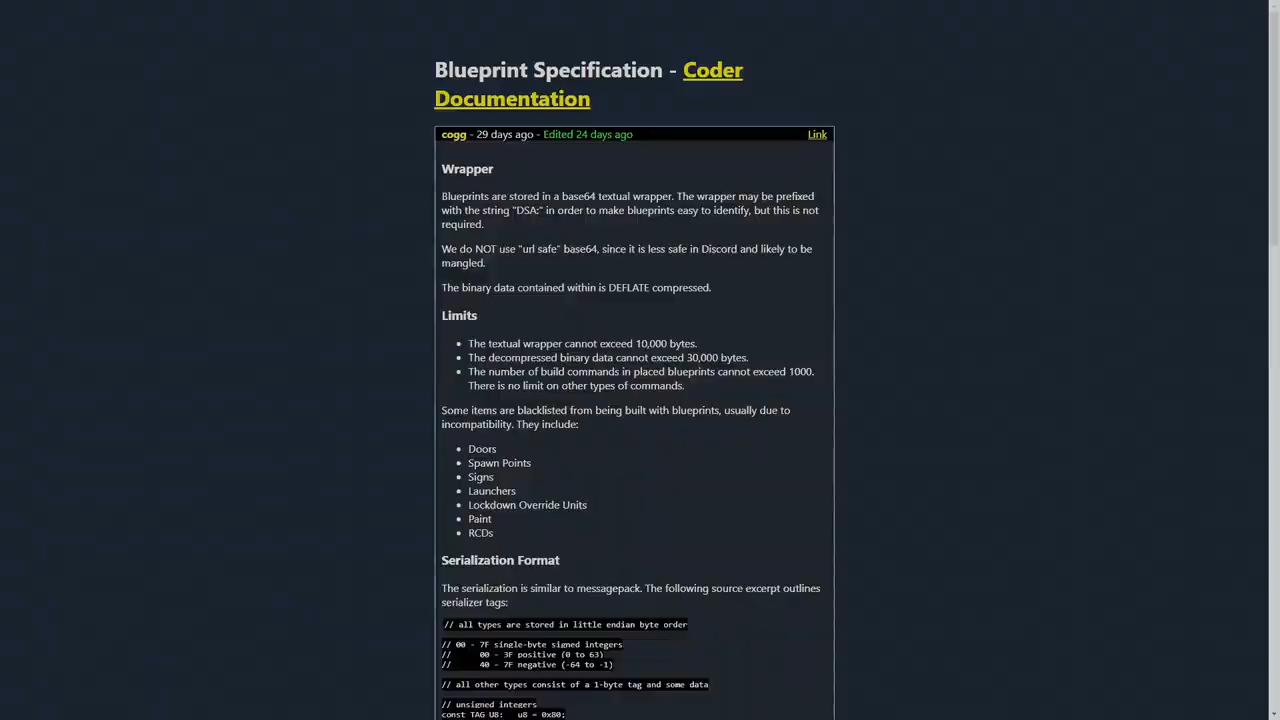 Blueprint Specification - Coder
Documentation
cogg - 29 days ago - Edited 24 days ago Link
Wrapper
Blueprints are stored in a base64 textual wrapper. The wrapper may be prefixed
with the string "DSA:" in order to make blueprints easy to identify, but this is not
required.
We do NOT use "url safe" base64, since it is less safe in Discord and likely to be
mangled.
The binary data contained within is DEFLATE compressed.
Limits
• The textual wrapper cannot exceed 10,000 bytes.
• The decompressed binary data cannot exceed 30,000 bytes.
• The number of build commands in placed blueprints cannot exceed 1000.
There is no limit on other types of commands.
Some items are blacklisted from being built with blueprints, usually due to
incompatibility. They include:
• Doors
• Spawn Points
• Signs
• Launchers
• Lockdown Override Units
• Paint
• RCDs
Serialization Format
The serialization is similar to messagepack. The following source excerpt outlines
serializer tags:
// all types are stored in little endian byte order
// 00 - 7F single-byte signed integers
//      00 - 3F positive (0 to 63)
//      40 - 7F negative (-64 to -1)
// all other types consist of a 1-byte tag and some data
// unsigned integers
const TAG_U8:   u8 = 0x80;